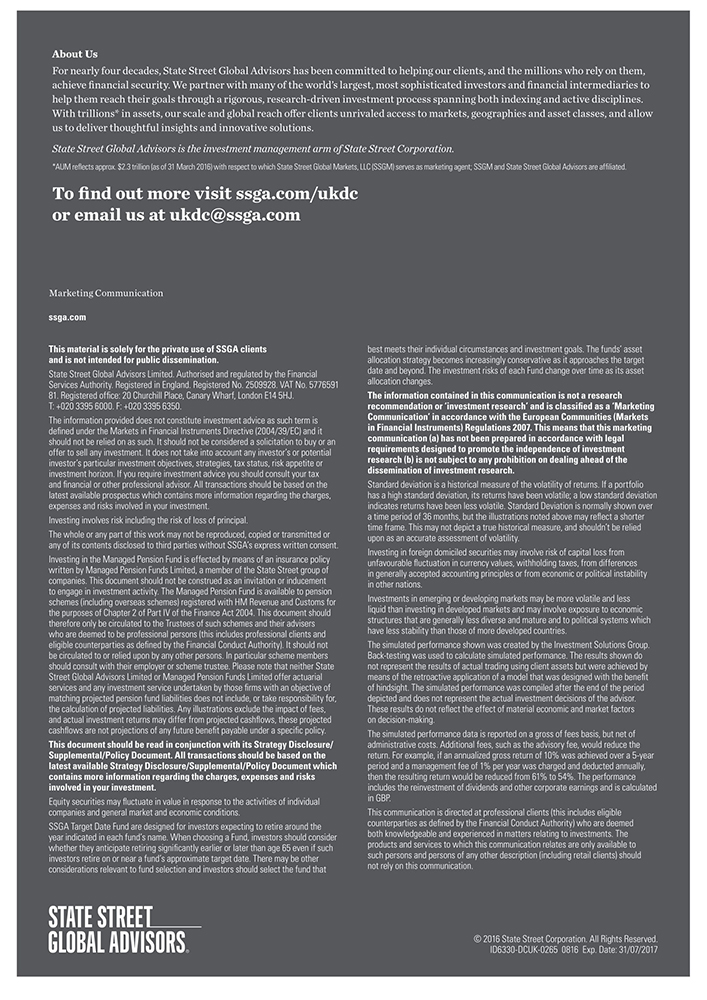 About Us
For nearly four decades, State Street Global Advisors has been committed to helping our clients, and the millions who rely on them,
achieve financial security. We partner with many of the world's largest, most sophisticated investors and financial intermediaries to
help them reach their goals through a rigorous, research-driven investment process spanning both indexing and active disciplines.
With trillions* in assets, our scale and global reach offer clients unrivaled access to markets, geographies and asset classes, and allow
us to deliver thoughtful insights and innovative solutions.
State Street Global Advisors is the investment management arm of State Street Corporation.
*AUM reflects approx. $2.3 trillion (as of 31 March 2016) with respect to which State Street Global Markets, LLC (SSGM) serves as marketing agent; SSGM and State Street Global Advisors are affiliated.
To find out more visit ssga.com/ukdc
or email us at ukdc@ssga.com
Marketing Communication
ssga.com
This material is solely for the private use of SSGA clients
and is not intended for public dissemination.
State Street Global Advisors Limited. Authorised and regulated by the Financial
Services Authority. Registered in England. Registered No. 2509928. VAT No. 5776591
81. Registered office: 20 Churchill Place, Canary Wharf, London E14 5HJ.
T: +020 3395 6000. F: +020 3395 6350.
The information provided does not constitute investment advice as such term is
defined under the Markets in Financial Instruments Directive (2004/39/EC) and it
should not be relied on as such. It should not be considered a solicitation to buy or an
offer to sell any investment. It does not take into account any investor's or potential
investor's particular investment objectives, strategies, tax status, risk appetite or
investment horizon. If you require investment advice you should consult your tax
and financial or other professional advisor. All transactions should be based on the
latest available prospectus which contains more information regarding the charges,
expenses and risks involved in your investment.
Investing involves risk including the risk of loss of principal.
The whole or any part of this work may not be reproduced, copied or transmitted or
any of its contents disclosed to third parties without SSGA's express written consent.
Investing in the Managed Pension Fund is effected by means of an insurance policy
written by Managed Pension Funds Limited, a member of the State Street group of
companies. This document should not be construed as an invitation or inducement
to engage in investment activity. The Managed Pension Fund is available to pension
schemes (including overseas schemes) registered with HM Revenue and Customs for
the purposes of Chapter 2 of Part IV of the Finance Act 2004. This document should
therefore only be circulated to the Trustees of such schemes and their advisers
who are deemed to be professional persons (this includes professional clients and
eligible counterparties as defined by the Financial Conduct Authority). It should not
be circulated to or relied upon by any other persons. In particular scheme members
should consult with their employer or scheme trustee. Please note that neither State
Street Global Advisors Limited or Managed Pension Funds Limited offer actuarial
services and any investment service undertaken by those firms with an objective of
matching projected pension fund liabilities does not include, or take responsibility for,
the calculation of projected liabilities. Any illustrations exclude the impact of fees,
and actual investment returns may differ from projected cashflows, these projected
cashflows are not projections of any future benefit payable under a specific policy.
This document should be read in conjunction with its Strategy Disclosure/
Supplemental/Policy Document. All transactions should be based on the
latest available Strategy Disclosure/Supplemental/Policy Document which
contains more information regarding the charges, expenses and risks
involved in your investment.
Equity securities may fluctuate in value in response to the activities of individual
companies and general market and economic conditions.
SSGA Target Date Fund are designed for investors expecting to retire around the
year indicated in each fund's name. When choosing a Fund, investors should consider
whether they anticipate retiring significantly earlier or later than age 65 even if such
investors retire on or near a fund's approximate target date. There may be other
considerations relevant to fund selection and investors should select the fund that
best meets their individual circumstances and investment goals. The funds' asset
allocation strategy becomes increasingly conservative as it approaches the target
date and beyond. The investment risks of each Fund change over time as its asset
allocation changes.
The information contained in this communication is not a research
recommendation or 'investment research' and is classified as a 'Marketing
Communication' in accordance with the European Communities (Markets
in Financial Instruments) Regulations 2007. This means that this marketing
communication (a) has not been prepared in accordance with legal
requirements designed to promote the independence of investment
research (b) is not subject to any prohibition on dealing ahead of the
dissemination of investment research.
Standard deviation is a historical measure of the volatility of returns. If a portfolio
has a high standard deviation, its returns have been volatile; a low standard deviation
indicates returns have been less volatile. Standard Deviation is normally shown over
a time period of 36 months, but the illustrations noted above may reflect a shorter
time frame. This may not depict a true historical measure, and shouldn't be relied
upon as an accurate assessment of volatility.
Investing in foreign domiciled securities may involve risk of capital loss from
unfavourable fluctuation in currency values, withholding taxes, from differences
in generally accepted accounting principles or from economic or political instability
in other nations.
Investments in emerging or developing markets may be more volatile and less
liquid than investing in developed markets and may involve exposure to economic
structures that are generally less diverse and mature and to political systems which
have less stability than those of more developed countries.
The simulated performance shown was created by the Investment Solutions Group.
Back-testing was used to calculate simulated performance. The results shown do
not represent the results of actual trading using client assets but were achieved by
means of the retroactive application of a model that was designed with the benefit
of hindsight. The simulated performance was compiled after the end of the period
depicted and does not represent the actual investment decisions of the advisor.
These results do not reflect the effect of material economic and market factors
on decision-making.
The simulated performance data is reported on a gross of fees basis, but net of
administrative costs. Additional fees, such as the advisory fee, would reduce the
return. For example, if an annualized gross return of 10% was achieved over a 5-year
period and a management fee of 1% per year was charged and deducted annually,
then the resulting return would be reduced from 61% to 54%. The performance
includes the reinvestment of dividends and other corporate earnings and is calculated
in GBP.
This communication is directed at professional clients (this includes eligible
counterparties as defined by the Financial Conduct Authority) who are deemed
both knowledgeable and experienced in matters relating to investments. The
products and services to which this communication relates are only available to
such persons and persons of any other description (including retail clients) should
not rely on this communication.
STATE STREET
GLOBAL ADVISORS.
© 2016 State Street Corporation. All Rights Reserved.
ID6330-DCUK-0265 0816 Exp. Date: 31/07/2017